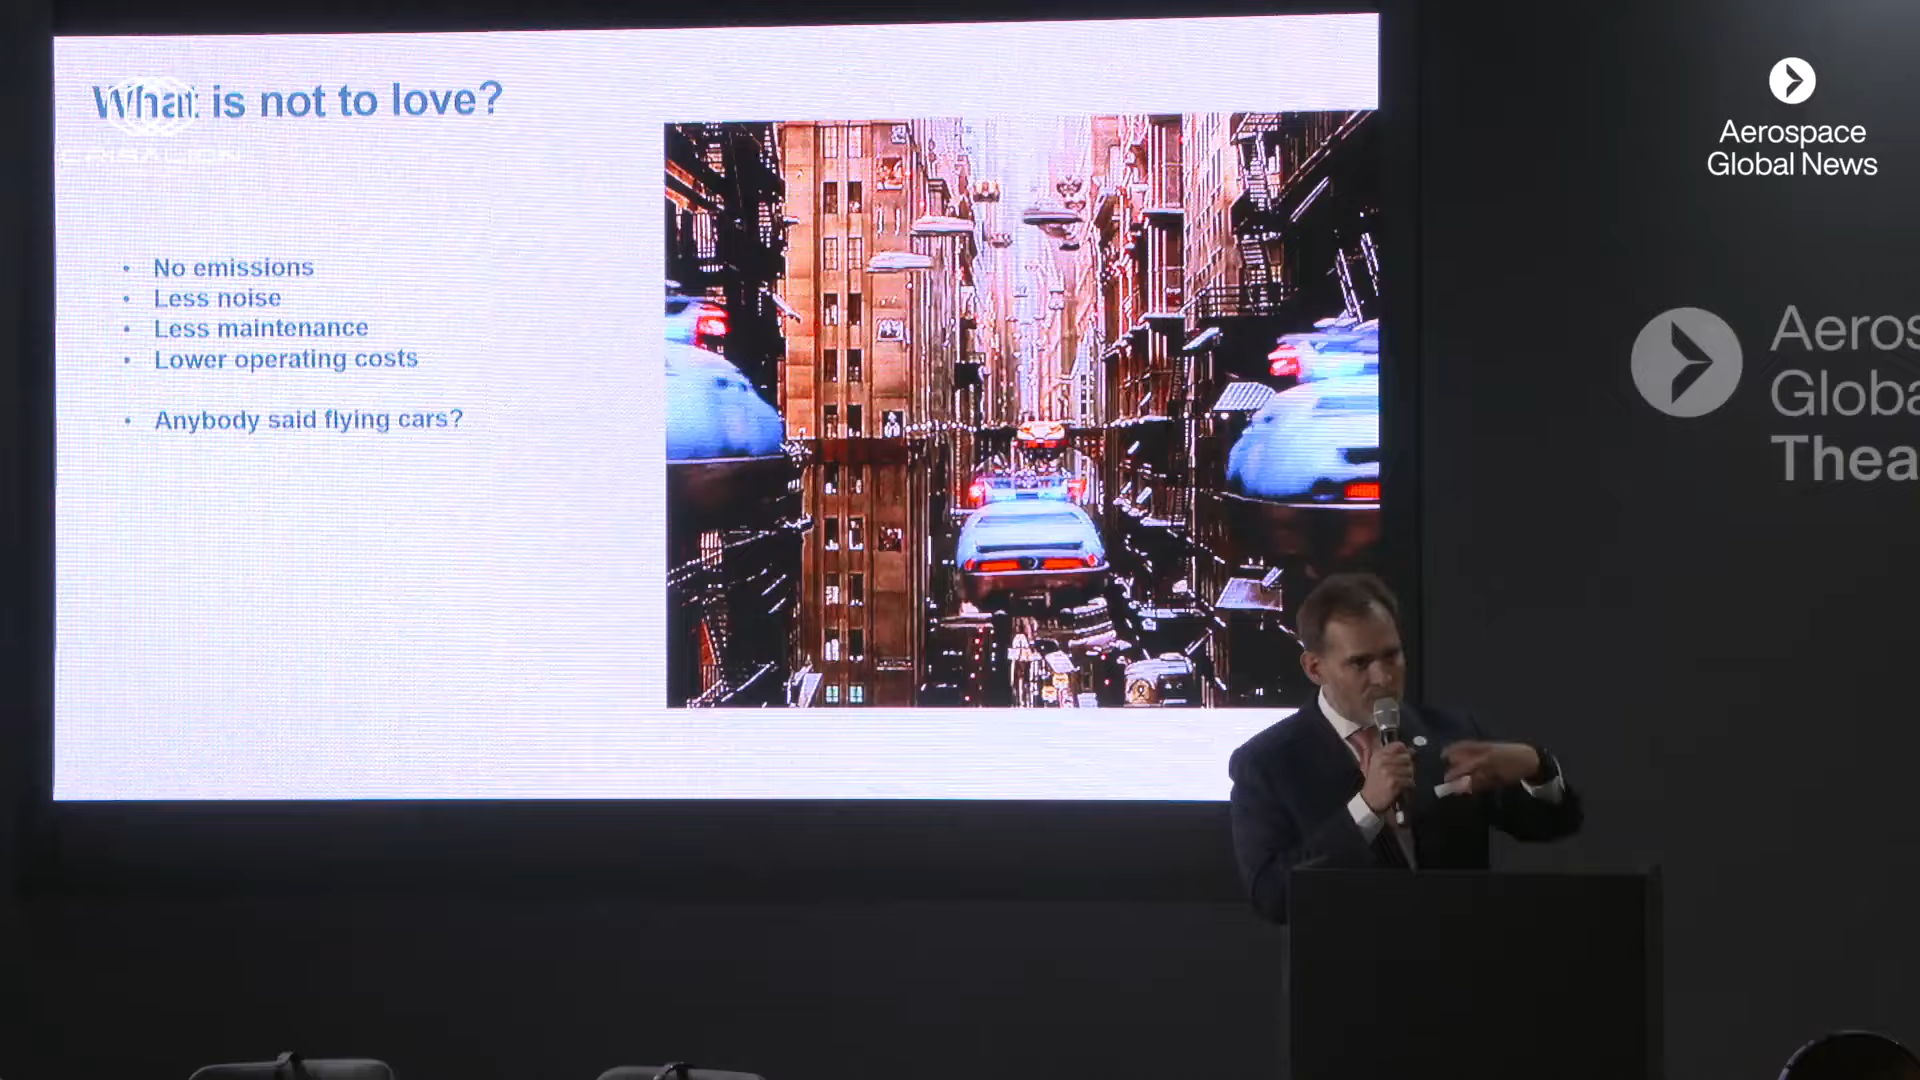 What is not to love?
CRISALION
• No emissions
• Less noise
• Less maintenance
• Lower operating costs
• Anybody said flying cars?
Aerospace
Global News
Aeros
Globa
Thea